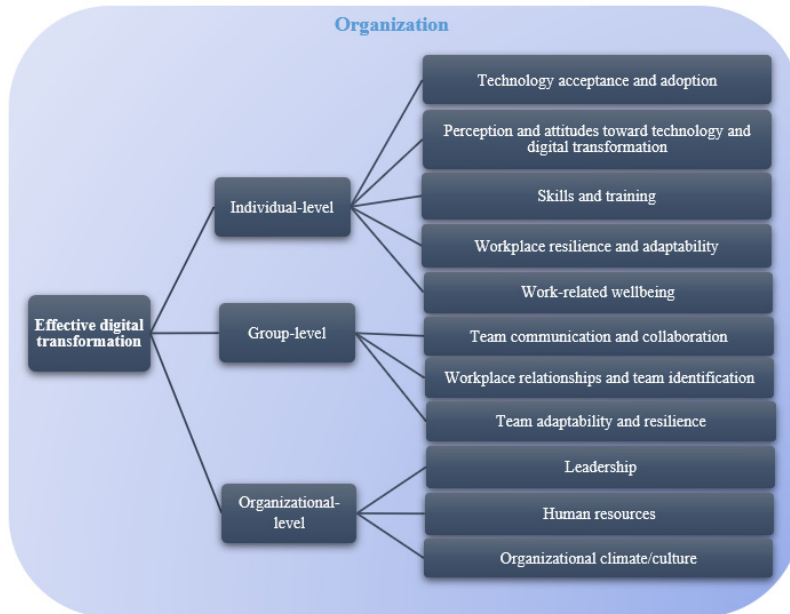 Organization
Technology acceptance and adoption
Perception and attitudes toward technology and
digital transformation
Skills and training
Individual-level
Workplace resilience and adaptability
Work-related wellbeing
Effective digital
transformation
Group-level
Team communication and collaboration
Workplace relationships and team identification
Team adaptability and resilience
Leadership
Organizational-
level
Human resources
Organizational climate/culture